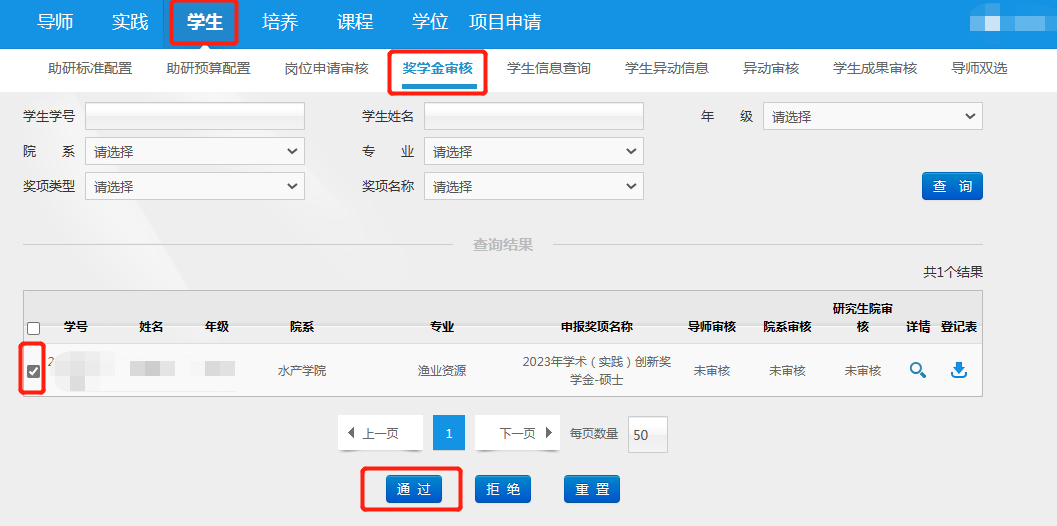 导师 实践 学生 培养 课程 学位 项目申请
助研标准配置 助研预算配置 岗位申请审核 奖学金审核 学生信息查询 学生异动信息 异动审核 学生成果审核 导师双选
学生学号 学生姓名 年 级 请选择
院 系 请选择 专 业 请选择
奖项类型 请选择 奖项名称 请选择 查 询
查询结果
共1个结果
学号 姓名 年级 院系 专业 申报奖项名称 导师审核 院系审核 研究生院审核 详情 登记表
2 水产学院 渔业资源 2023年学术（实践）创新奖学金-硕士 未审核 未审核 未审核
上一页 1 下一页 每页数量 50
通 过 拒 绝 重 置